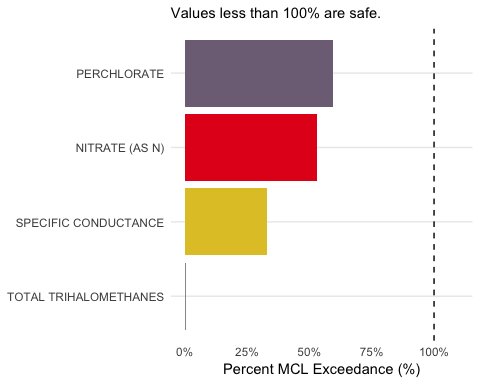 Values less than 100% are safe.
PERCHLORATE
NITRATE (AS N)
SPECIFIC CONDUCTANCE
TOTAL TRIHALOMETHANES
0% 25% 50% 75% 100%
Percent MCL Exceedance (%)